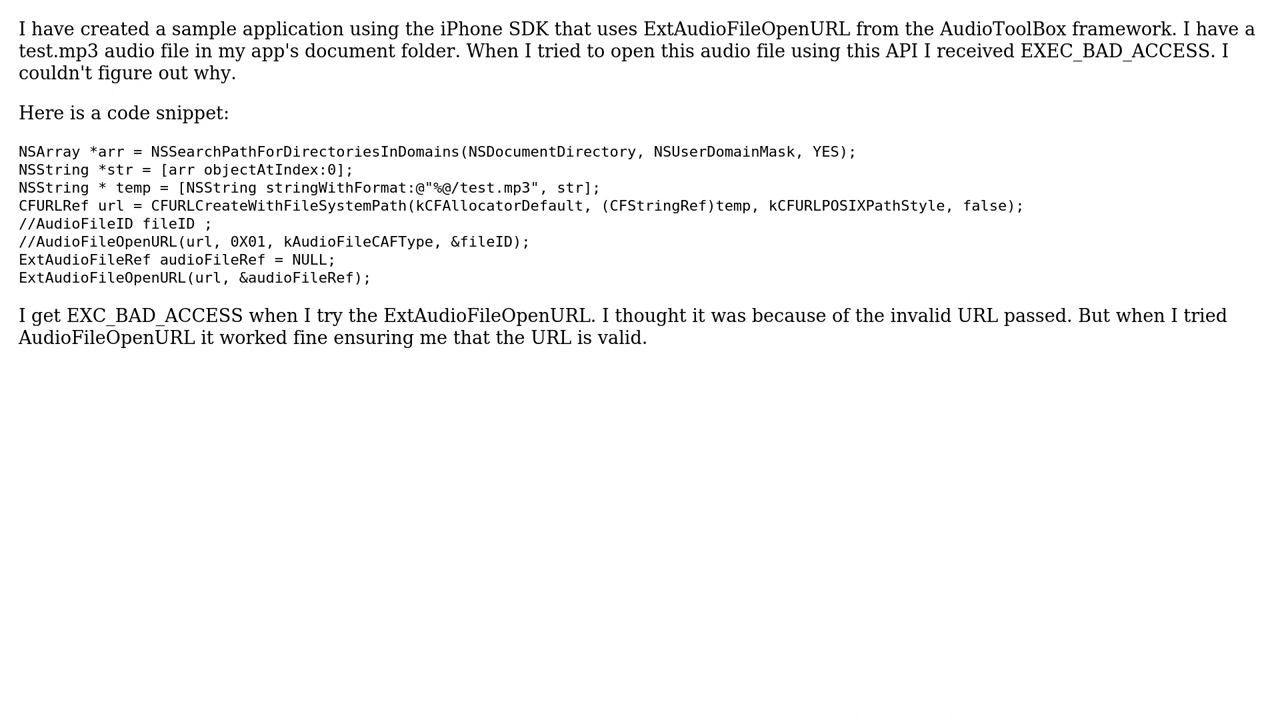 I have created a sample application using the iPhone SDK that uses ExtAudioFileOpenURL from the AudioToolBox framework. I have a
test.mp3 audio file in my app's document folder. When I tried to open this audio file using this API I received EXEC_BAD_ACCESS. I
couldn't figure out why.
Here is a code snippet:
NSArray *arr = NSSearchPathForDirectoriesInDomains(NSDocumentDirectory, NSUserDomainMask, YES);
NSString *str = [arr objectAtIndex:0];
NSString * temp = [NSString stringWithFormat:@"%@/test.mp3", str];
CFURLRef url = CFURLCreateWithFileSystemPath(kCFAllocatorDefault, (CFStringRef)temp, kCFURLPOSIXPathStyle, false);
//AudioFileID fileID ;
//AudioFileOpenURL(url, 0X01, kAudioFileCAFType, &fileID);
ExtAudioFileRef audioFileRef = NULL;
ExtAudioFileOpenURL(url, &audioFileRef);
I get EXC_BAD_ACCESS when I try the ExtAudioFileOpenURL. I thought it was because of the invalid URL passed. But when I tried
AudioFileOpenURL it worked fine ensuring me that the URL is valid.